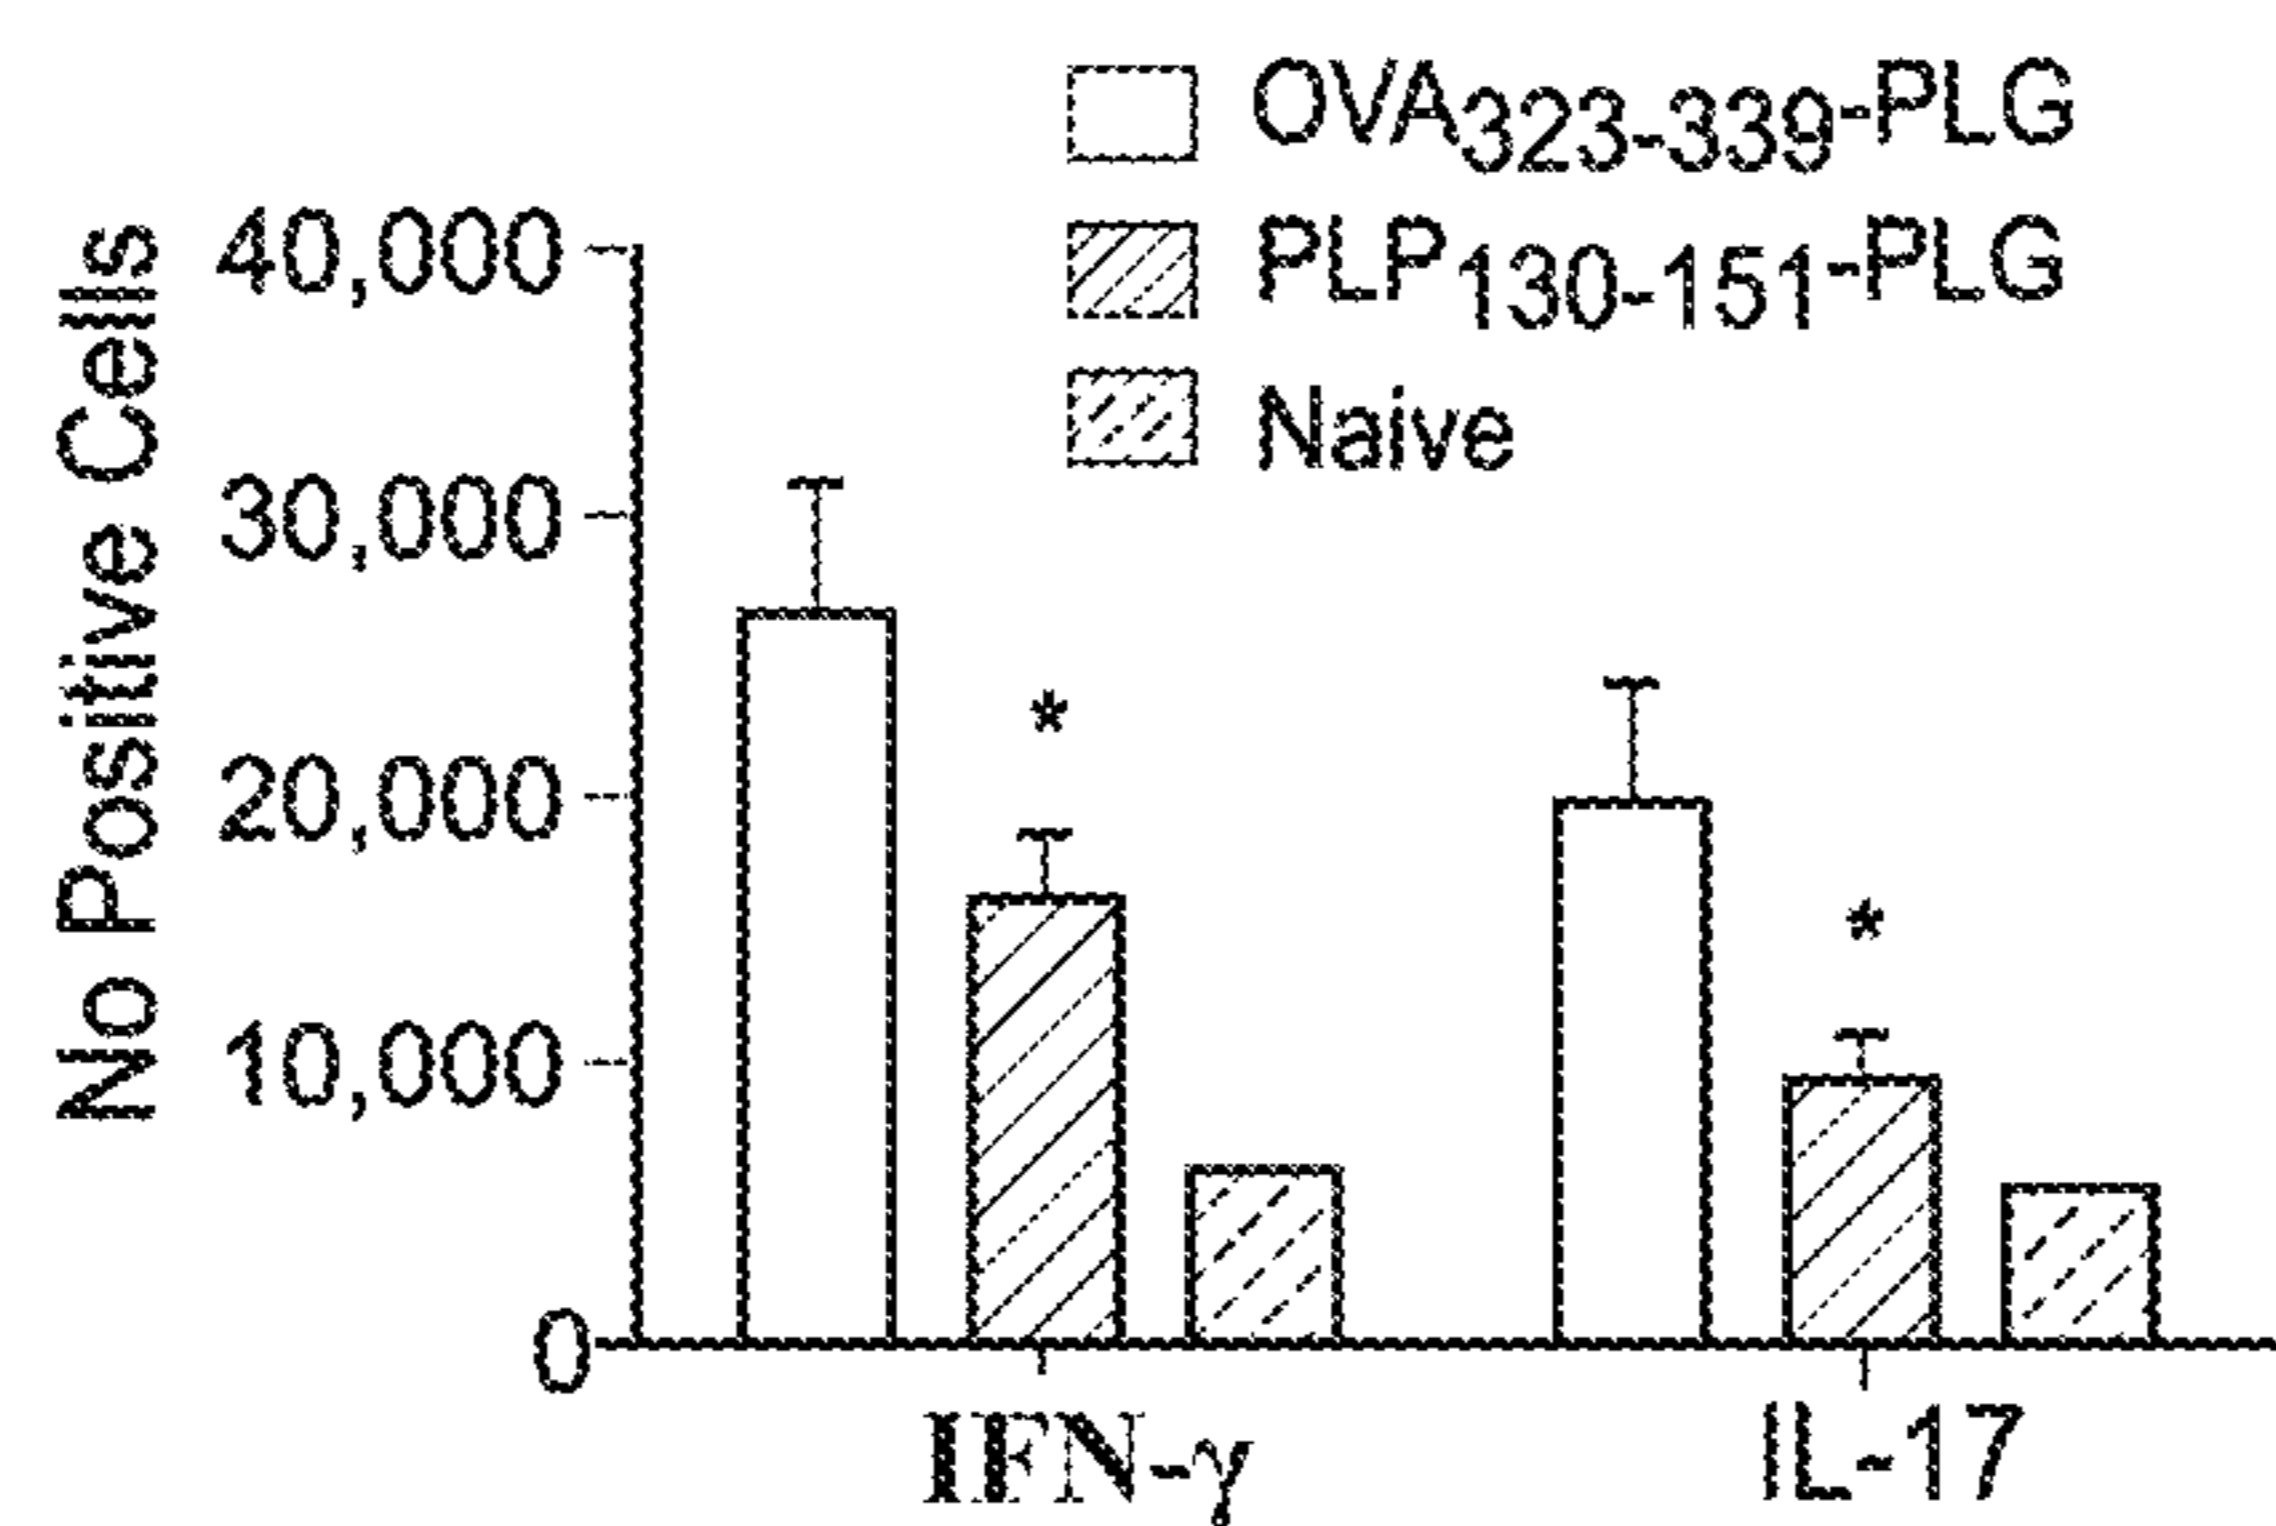 OVA323-339-PLG
PLP130-151-PLG
Naive
No Positive Cells
40,000
30,000
20,000
10,000
0
*
*
IFN-γ
IL-17